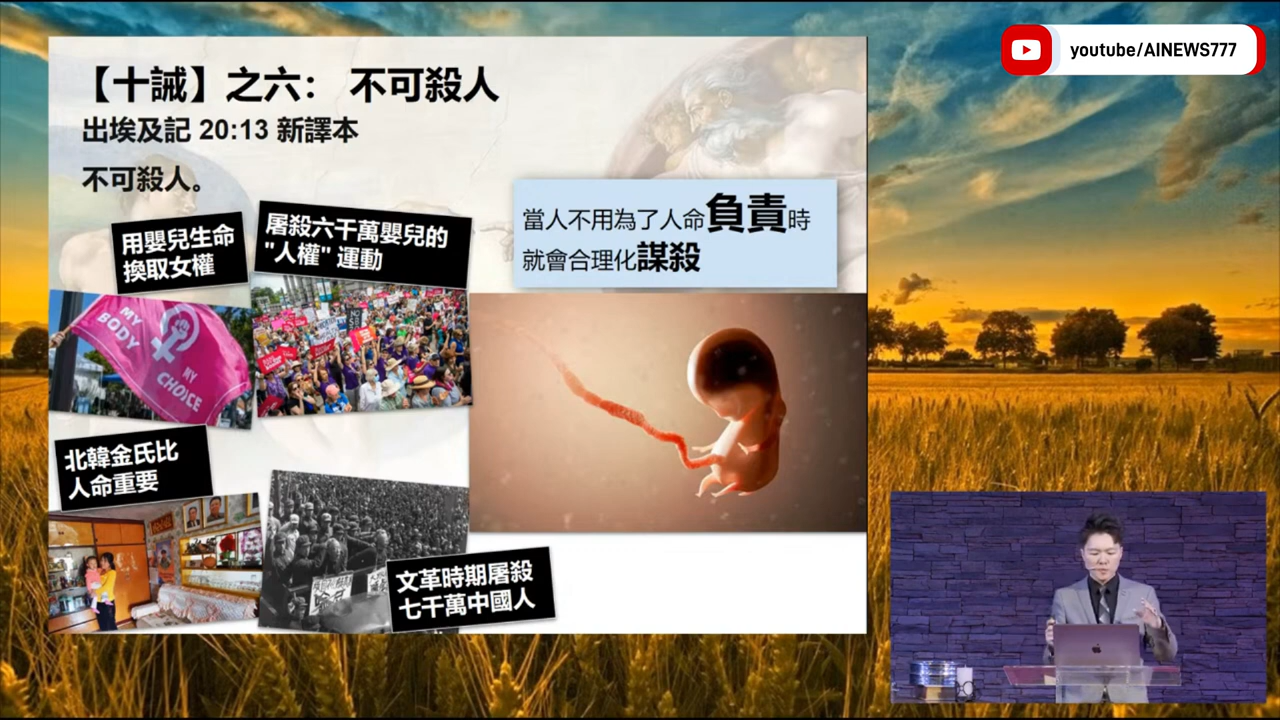 youtube/AINEWS777
【十誡】之六： 不可殺人
出埃及記 20:13 新譯本
不可殺人。
用嬰兒生命
換取女權
屠殺六千萬嬰兒的
"人權" 運動
當人不用為了人命負責時
就會合理化謀殺
MY
BODY
MY
CHOICE
北韓金氏比
人命重要
文革時期屠殺
七千萬中國人